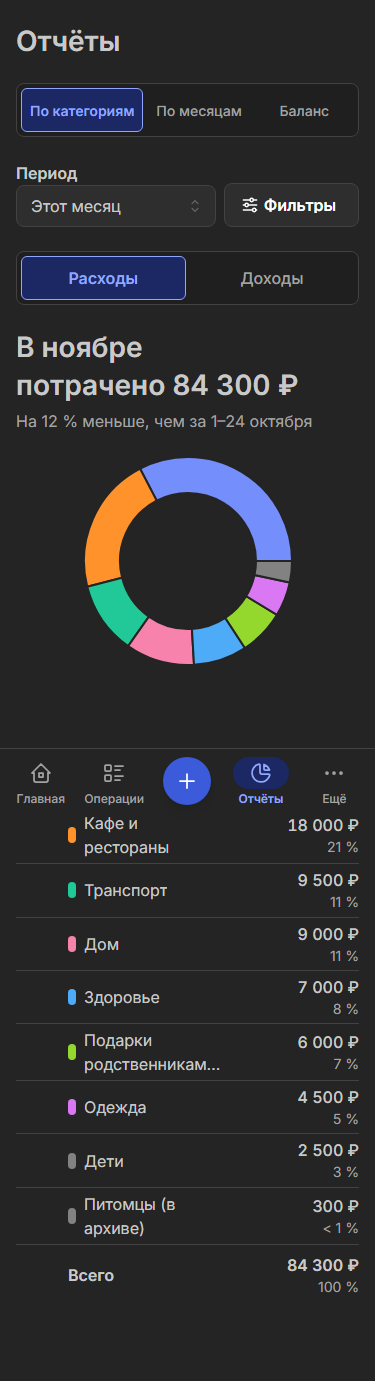 Отчёты
По категориям
По месяцам
Баланс
Период
Этот месяц
Фильтры
Расходы
Доходы
В ноябре
потрачено 84 300 ₽
На 12 % меньше, чем за 1–24 октября
Главная
Операции
Отчёты
Ещё
Кафе и
рестораны
18 000 ₽
21 %
Транспорт
9 500 ₽
11 %
Дом
9 000 ₽
11 %
Здоровье
7 000 ₽
8 %
Подарки
родственникам...
6 000 ₽
7 %
Одежда
4 500 ₽
5 %
Дети
2 500 ₽
3 %
Питомцы (в
архиве)
300 ₽
< 1 %
Всего
84 300 ₽
100 %